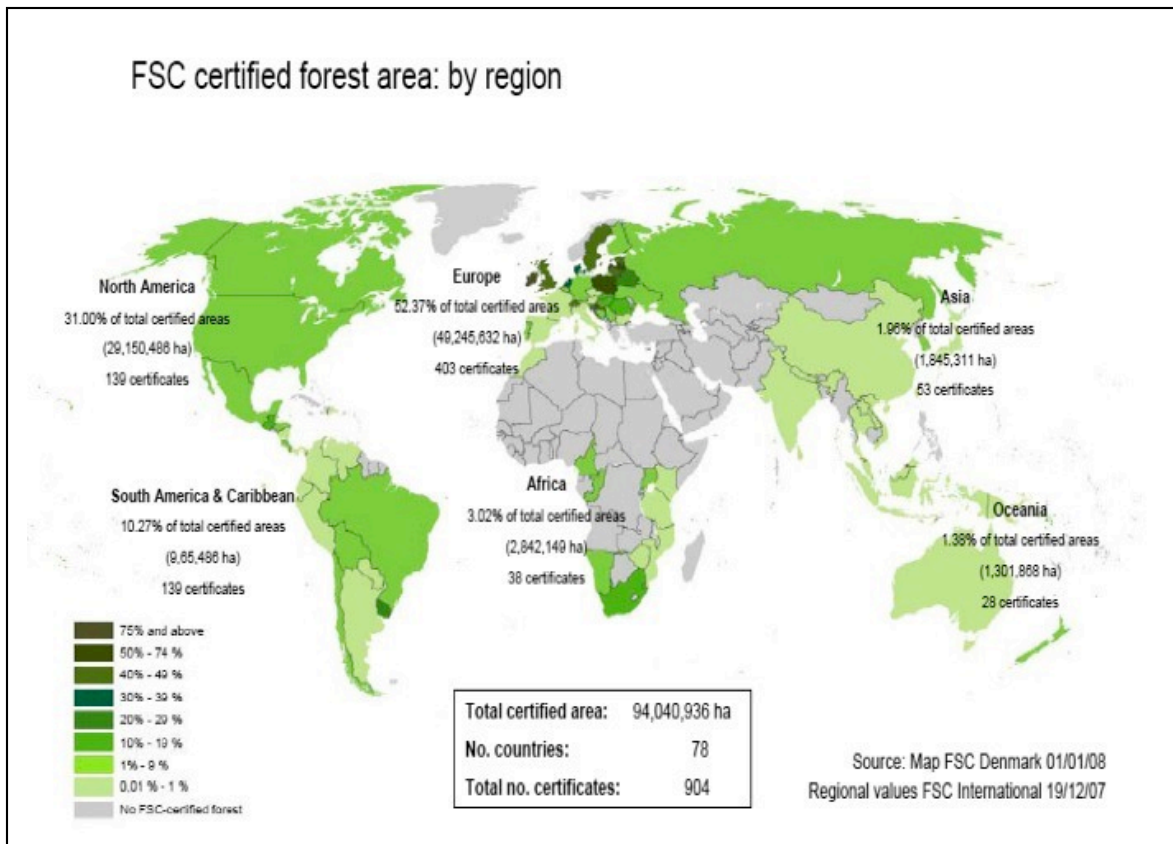 FSC certified forest area: by region
North America
31.00% of total certified areas
(29,150,486 ha)
139 certificates
Europe
52.37% of total certified areas
(49,245,632 ha)
403 certificates
Asia
1.96% of total certified areas
(1,845,311 ha)
53 certificates
South America & Caribbean
10.27% of total certified areas
(9,65,486 ha)
139 certificates
Africa
3.02% of total certified areas
(2,842,149 ha)
38 certificates
Oceania
1.38% of total certified areas
(1,301,868 ha)
28 certificates
75% and above
50% - 74 %
40% - 49 %
30% - 39 %
20% - 29 %
10% - 19 %
1% - 9 %
0.01 % - 1 %
No FSC-certified forest
Total certified area: 94,040,936 ha
No. countries: 78
Total no. certificates: 904
Source: Map FSC Denmark 01/01/08
Regional values FSC International 19/12/07